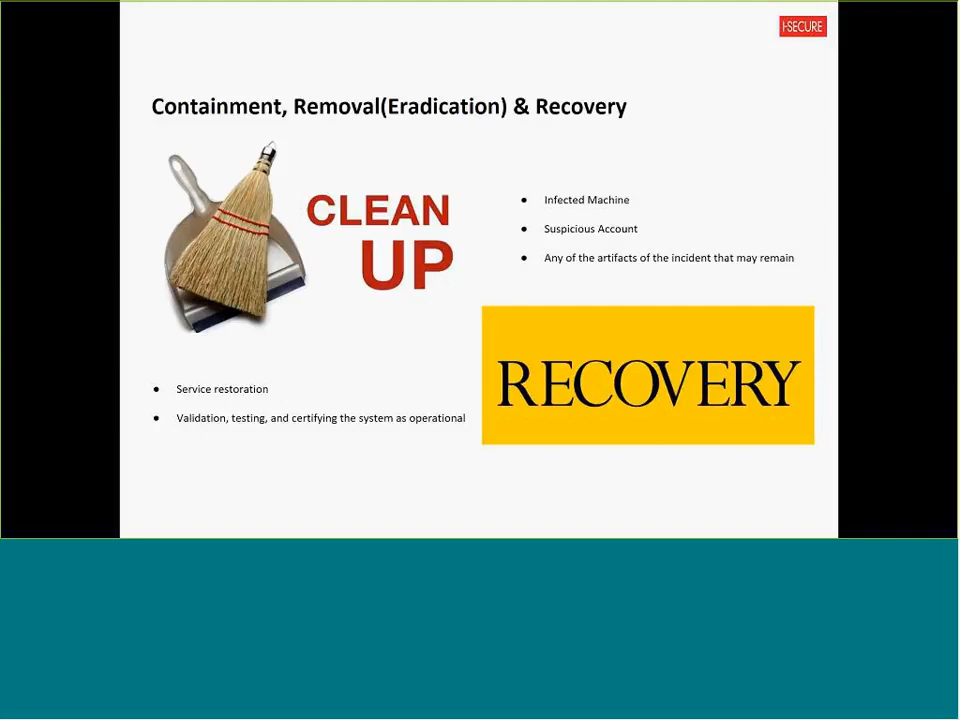 I-SECURE
Containment, Removal(Eradication) & Recovery
CLEAN
UP
● Infected Machine
● Suspicious Account
● Any of the artifacts of the incident that may remain
RECOVERY
● Service restoration
● Validation, testing, and certifying the system as operational